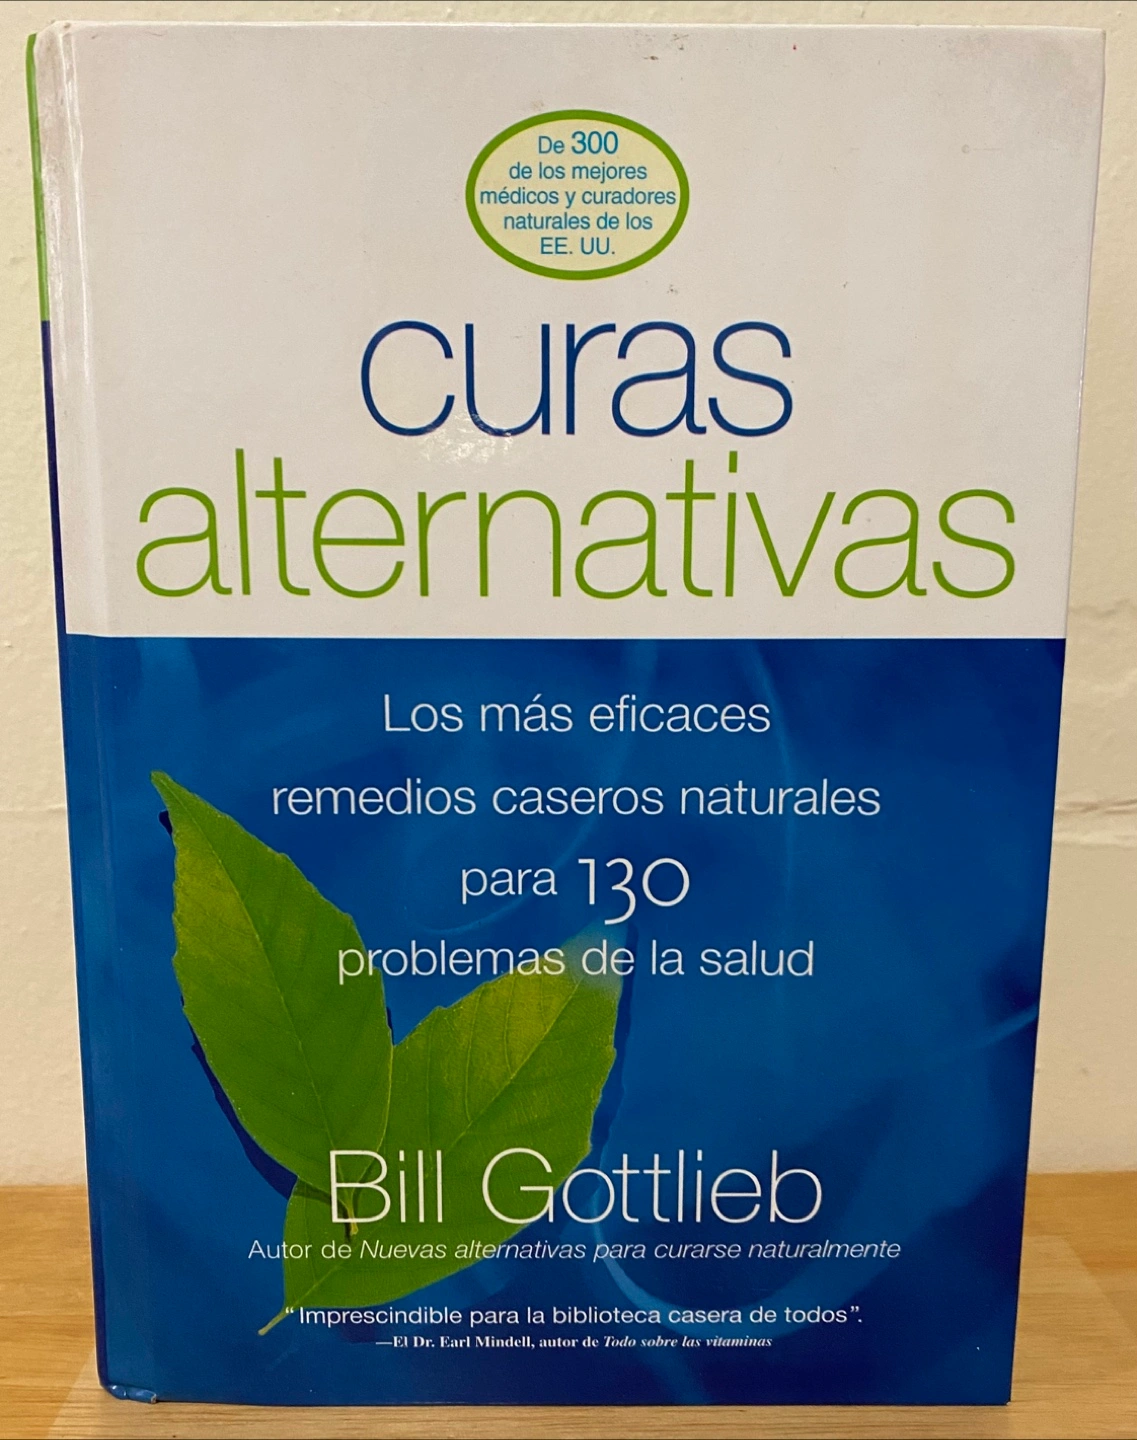 De 300
de los mejores
médicos y curadores
naturales de los
EE. UU.
curas
alternativas
Los más eficaces
remedios caseros naturales
para 130
problemas de la salud
Bill Gottlieb
Autor de Nuevas alternativas para curarse naturalmente
“Imprescindible para la biblioteca casera de todos”.
—El Dr. Earl Mindell, autor de Todo sobre las vitaminas